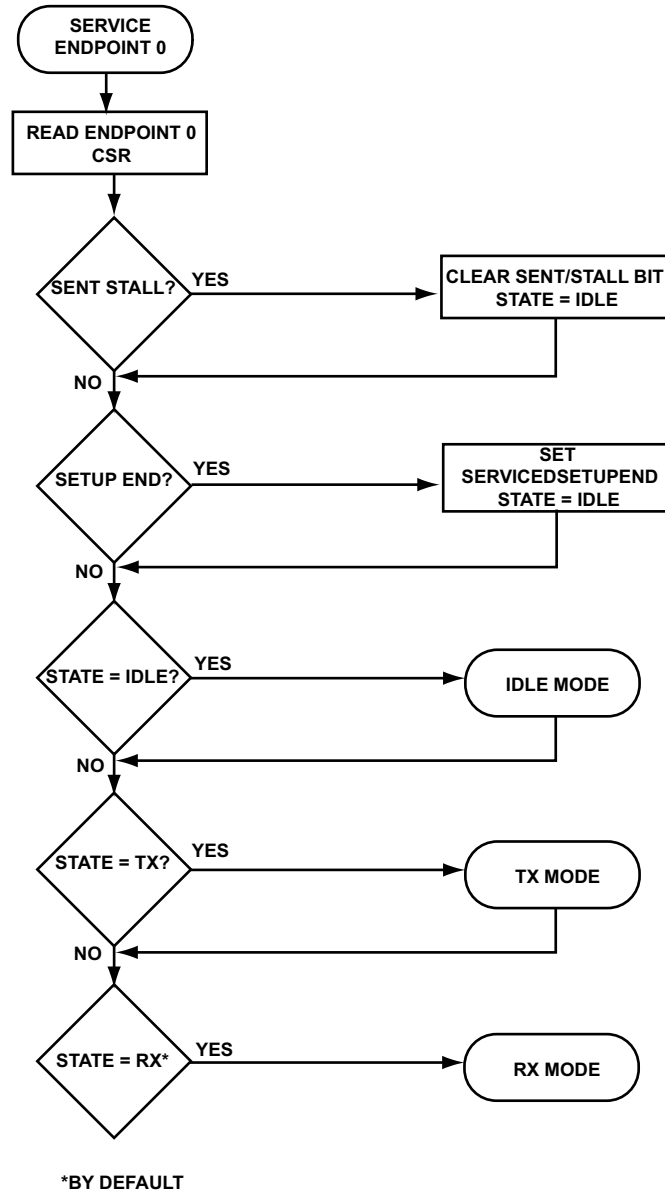 SERVICE
ENDPOINT 0
READ ENDPOINT 0
CSR
SENT STALL?
YES
CLEAR SENT/STALL BIT
STATE = IDLE
NO
SETUP END?
YES
SET
SERVICEDSETUPEND
STATE = IDLE
NO
STATE = IDLE?
YES
IDLE MODE
NO
STATE = TX?
YES
TX MODE
NO
STATE = RX*
YES
RX MODE
*BY DEFAULT